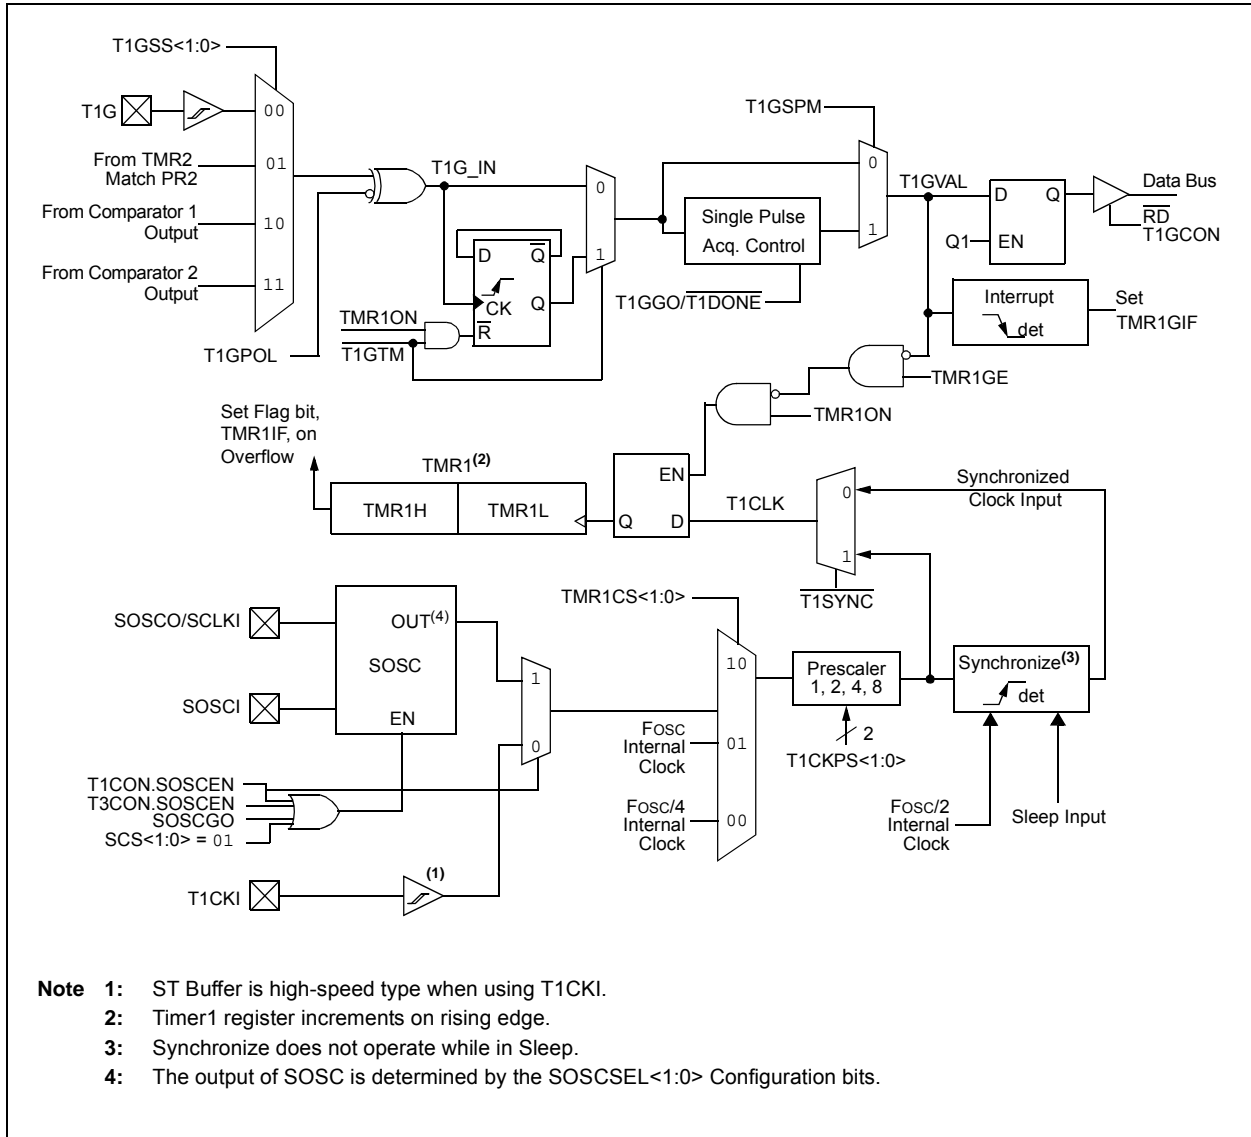 T1GSS<1:0>
T1G
00
From TMR2
Match PR2
01
From Comparator 1
Output
10
From Comparator 2
Output
11
T1GPOL
T1G_IN
D
Q
CK
Q
R
TMR1ON
T1GTM
0
1
T1GSPM
Single Pulse
Acq. Control
T1GGO/T1DONE
0
1
T1GVAL
D
Q
Q1
EN
Data Bus
RD
T1GCON
Interrupt
det
Set
TMR1GIF
TMR1GE
TMR1ON
Set Flag bit,
TMR1IF, on
Overflow
TMR1(2)
TMR1H
TMR1L
EN
Q
D
T1CLK
0
1
T1SYNC
Synchronized
Clock Input
SOSCO/SCLKI
OUT(4)
SOSC
SOSCI
EN
T1CON.SOSCEN
T3CON.SOSCEN
SOSCGO
SCS<1:0> = 01
T1CKI
(1)
1
0
TMR1CS<1:0>
10
FOSC
Internal
Clock
01
FOSC/4
Internal
Clock
00
Prescaler
1, 2, 4, 8
2
T1CKPS<1:0>
Synchronize(3)
det
FOSC/2
Internal
Clock
Sleep Input
Note 1: ST Buffer is high-speed type when using T1CKI.
2: Timer1 register increments on rising edge.
3: Synchronize does not operate while in Sleep.
4: The output of SOSC is determined by the SOSCSEL<1:0> Configuration bits.